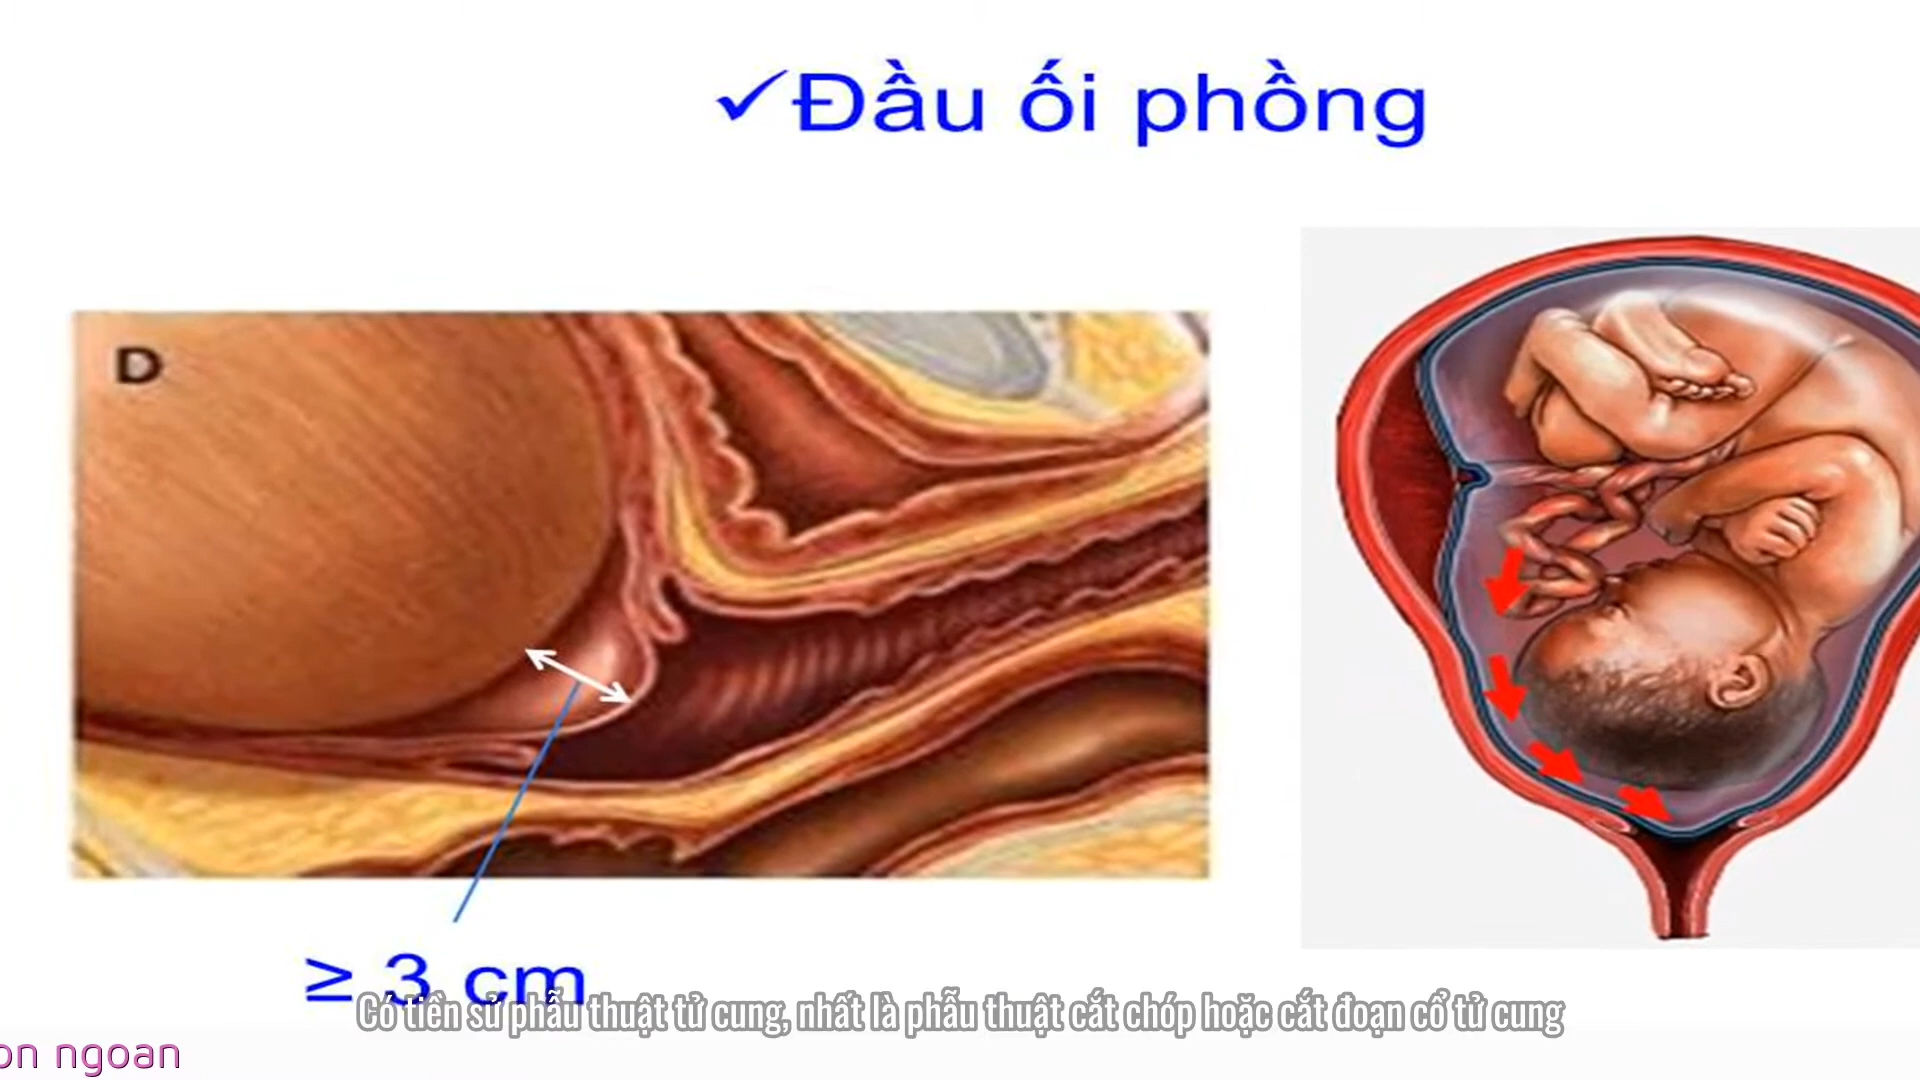 ✓Đầu ối phồng
D
≥ 3 cm
Có tiền sử phẫu thuật tử cung, nhất là phẫu thuật cắt chóp hoặc cắt đoạn cổ tử cung
on ngoan